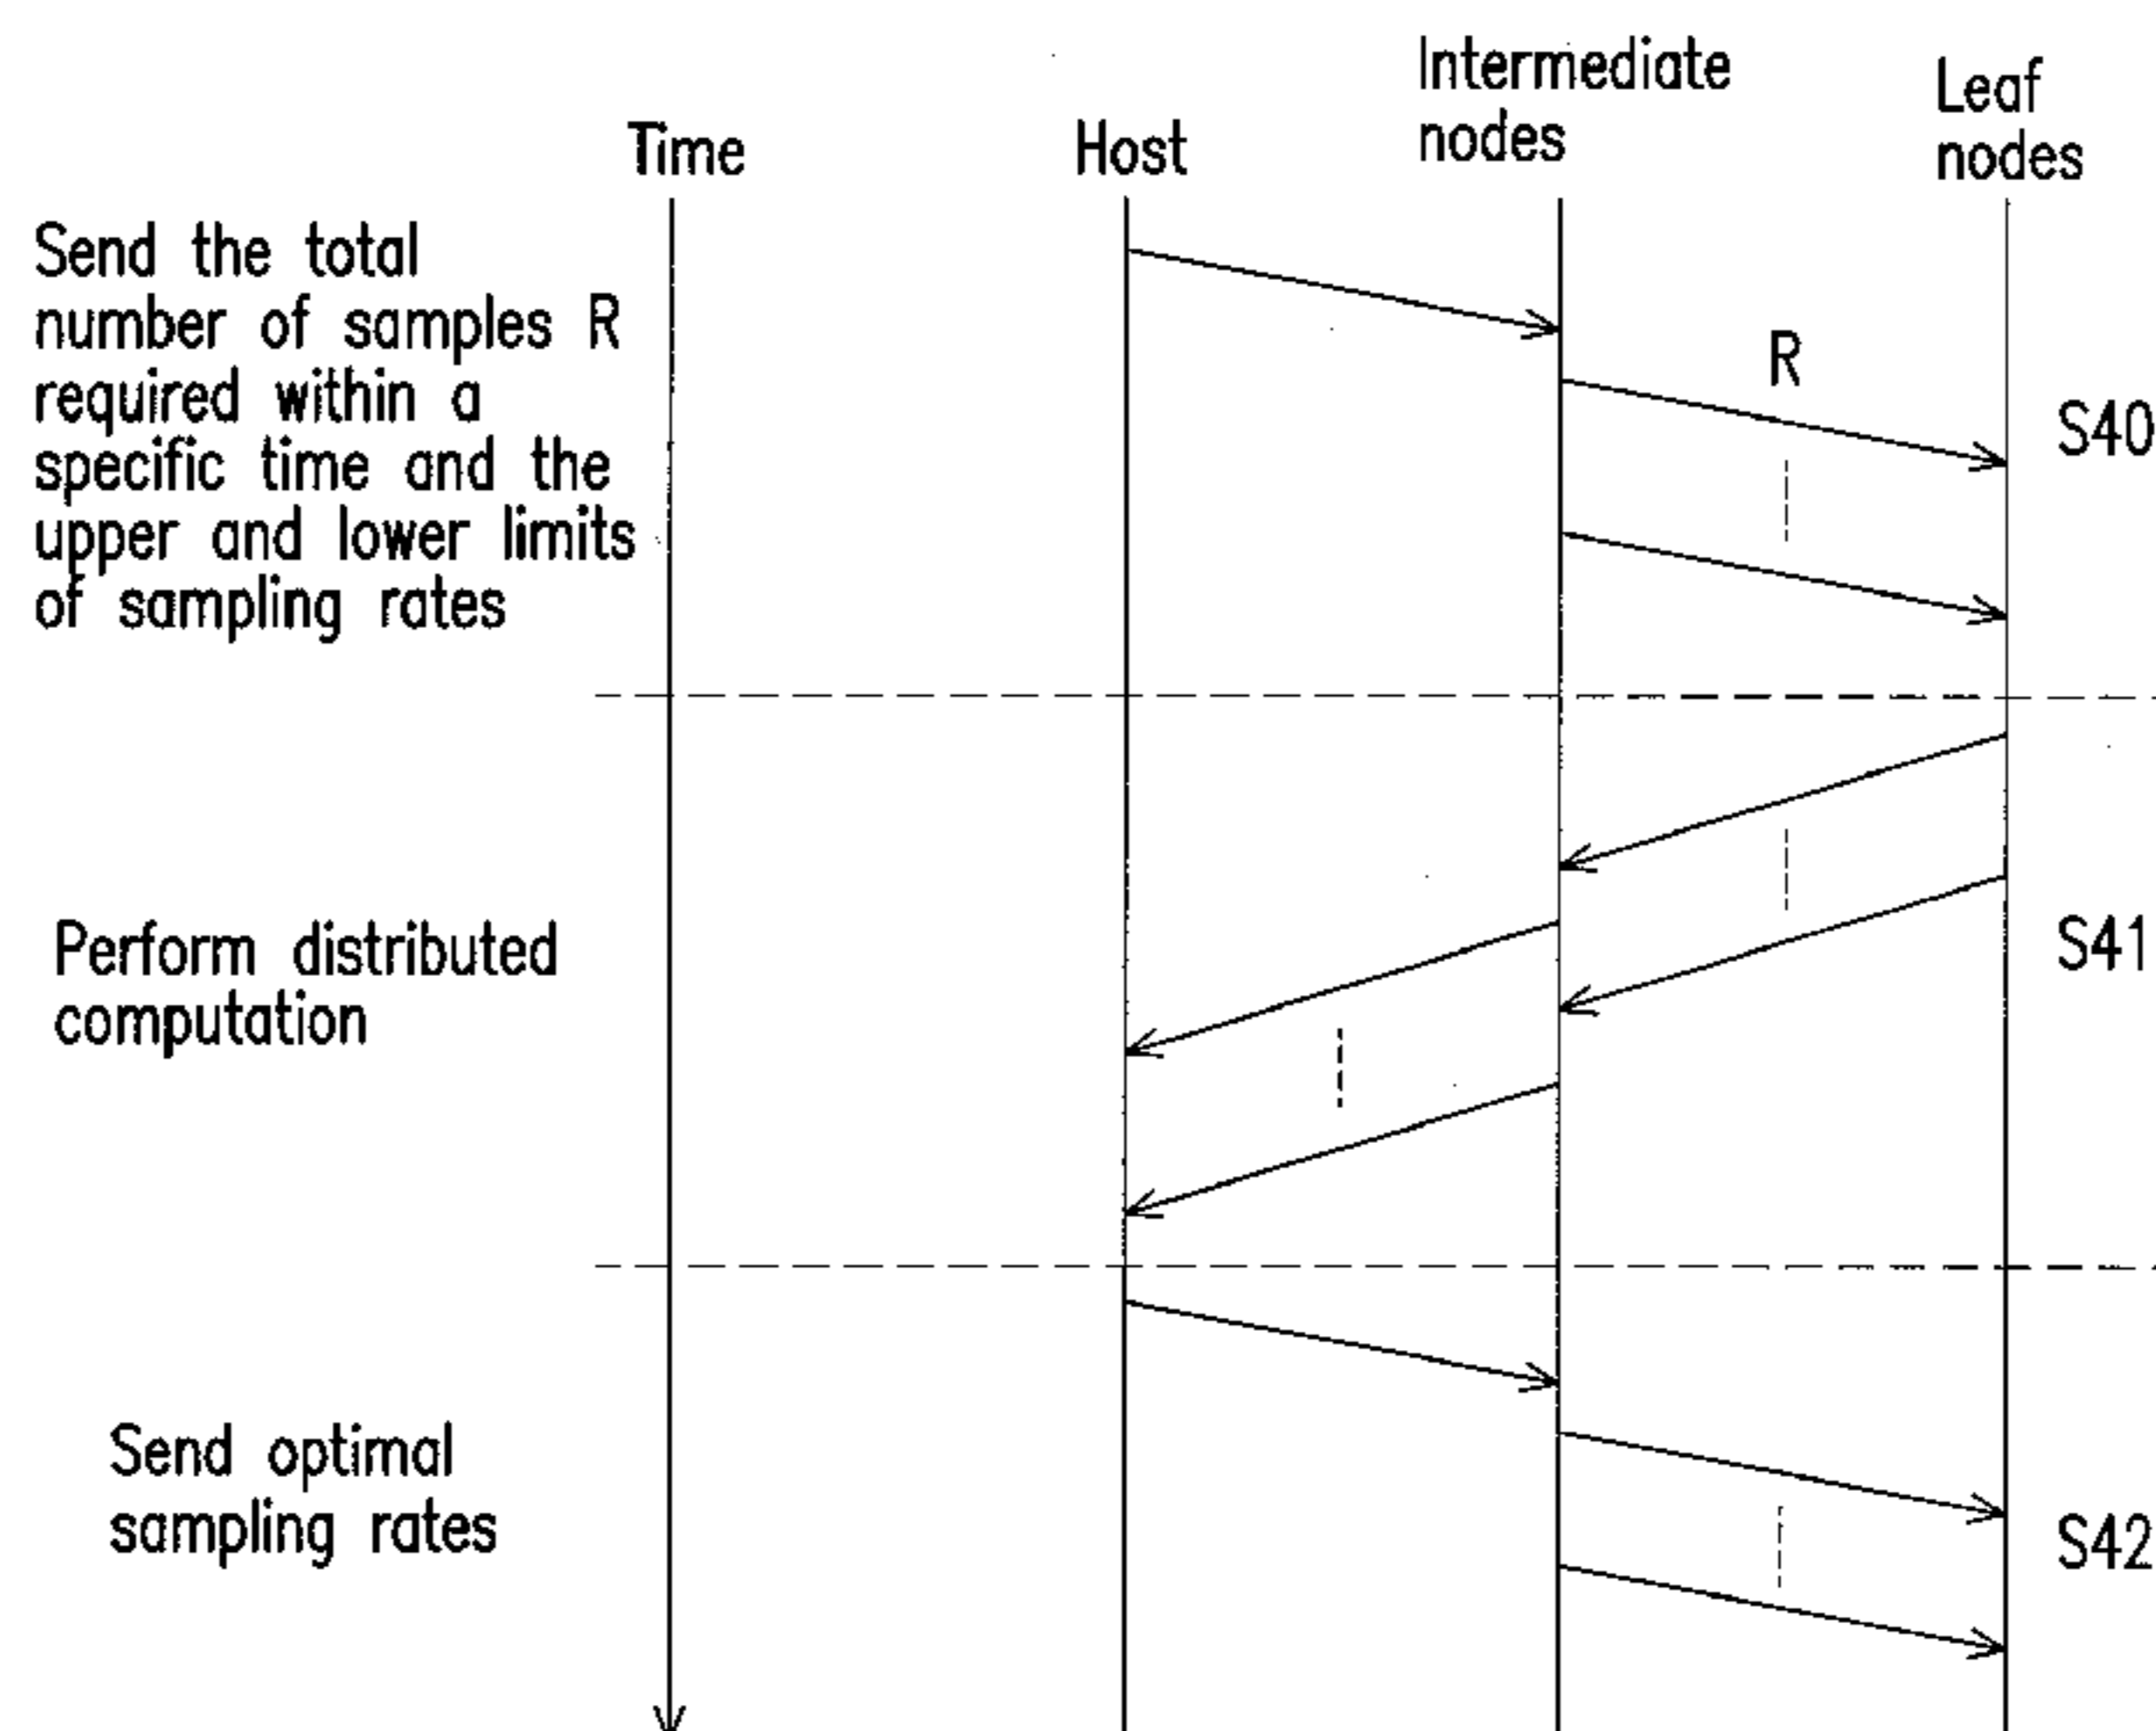 Time
Host
Intermediate
nodes
Leaf
nodes
Send the total
number of samples R
required within a
specific time and the
upper and lower limits
of sampling rates
R
S40
Perform distributed
computation
S41
Send optimal
sampling rates
S42